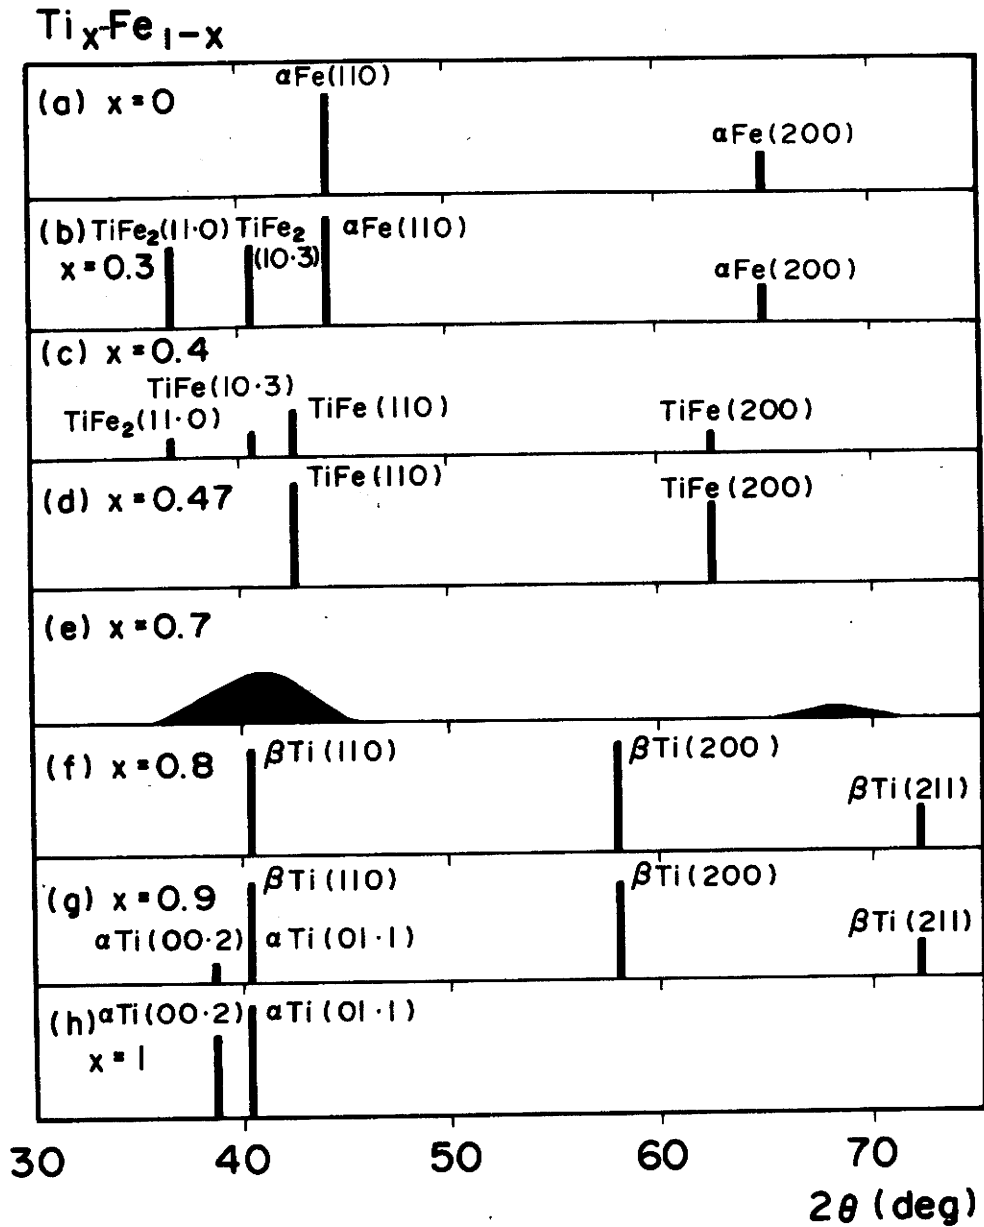 Tiₓ-Fe₁₋ₓ
αFe(110)
(a) x=0
αFe(200)
(b) TiFe₂(11·0) TiFe₂ αFe(110)
x=0.3 (10·3)
αFe(200)
(c) x=0.4
TiFe(10·3)
TiFe₂(11·0) TiFe(110) TiFe(200)
TiFe(110)
(d) x=0.47 TiFe(200)
(e) x=0.7
βTi(110) βTi(200)
(f) x=0.8
βTi(211)
βTi(110) βTi(200)
(g) x=0.9
βTi(211)
αTi(00·2) αTi(01·1)
(h) αTi(00·2) αTi(01·1)
x=1
30 40 50 60 70
2θ (deg)